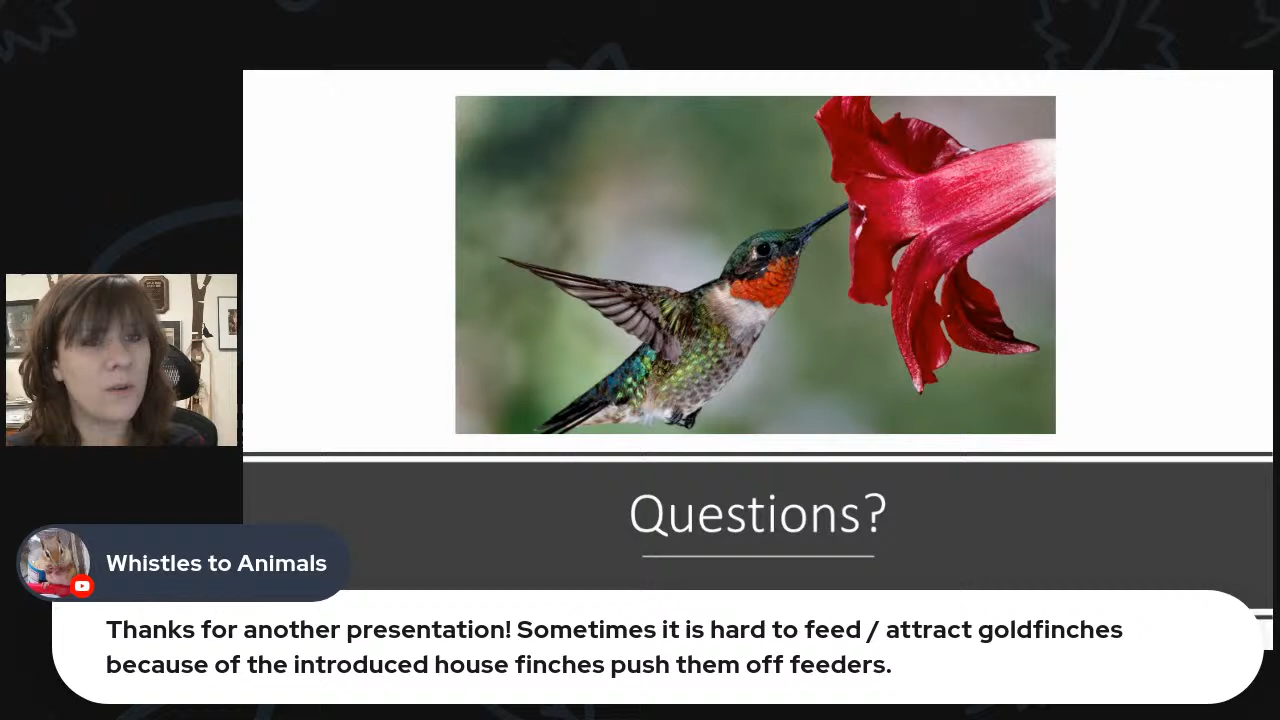 Questions?
Whistles to Animals
Thanks for another presentation! Sometimes it is hard to feed / attract goldfinches
because of the introduced house finches push them off feeders.